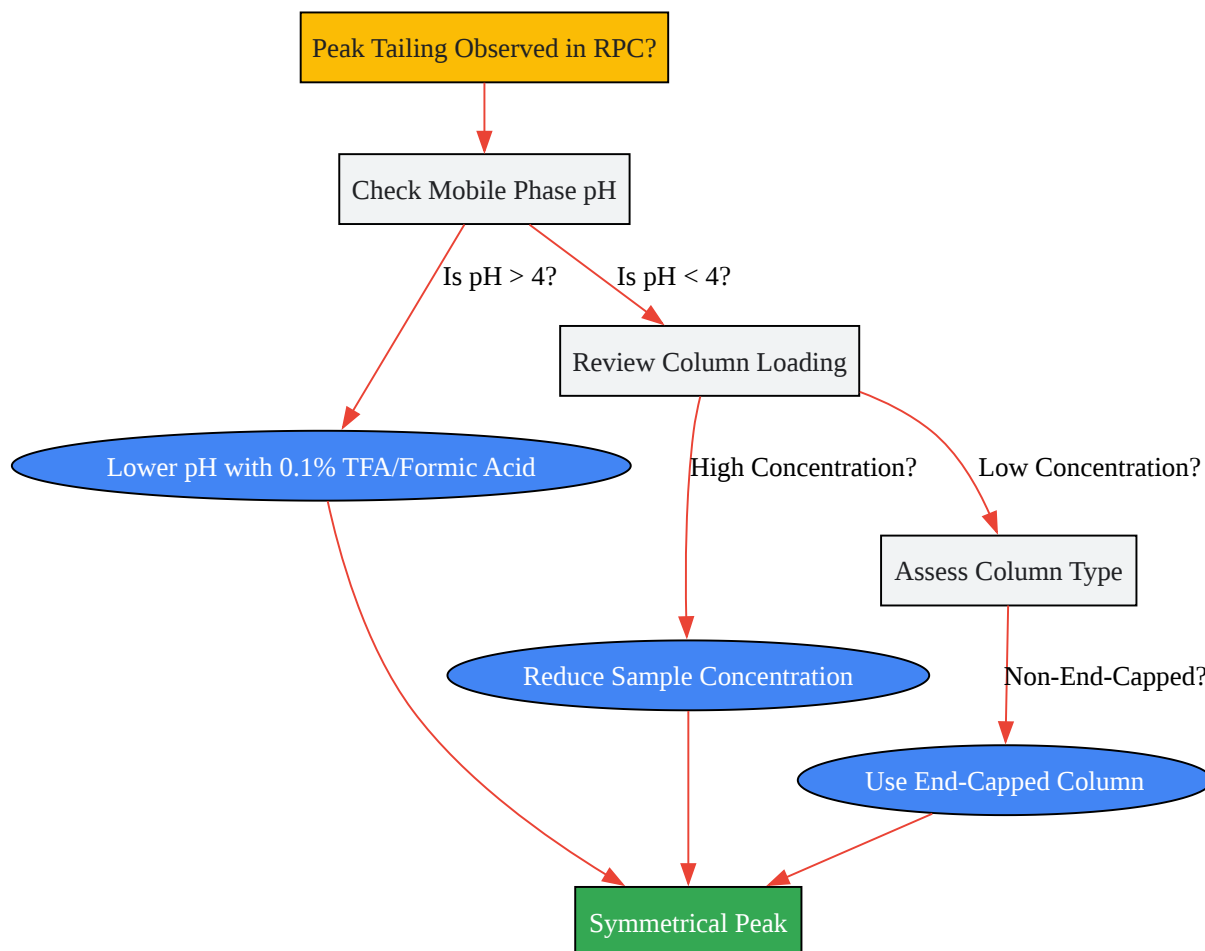 Peak Tailing Observed in RPC?
Check Mobile Phase pH
Is pH > 4?
Is pH < 4?
Review Column Loading
Lower pH with 0.1% TFA/Formic Acid
High Concentration?
Low Concentration?
Assess Column Type
Reduce Sample Concentration
Non-End-Capped?
Use End-Capped Column
Symmetrical Peak